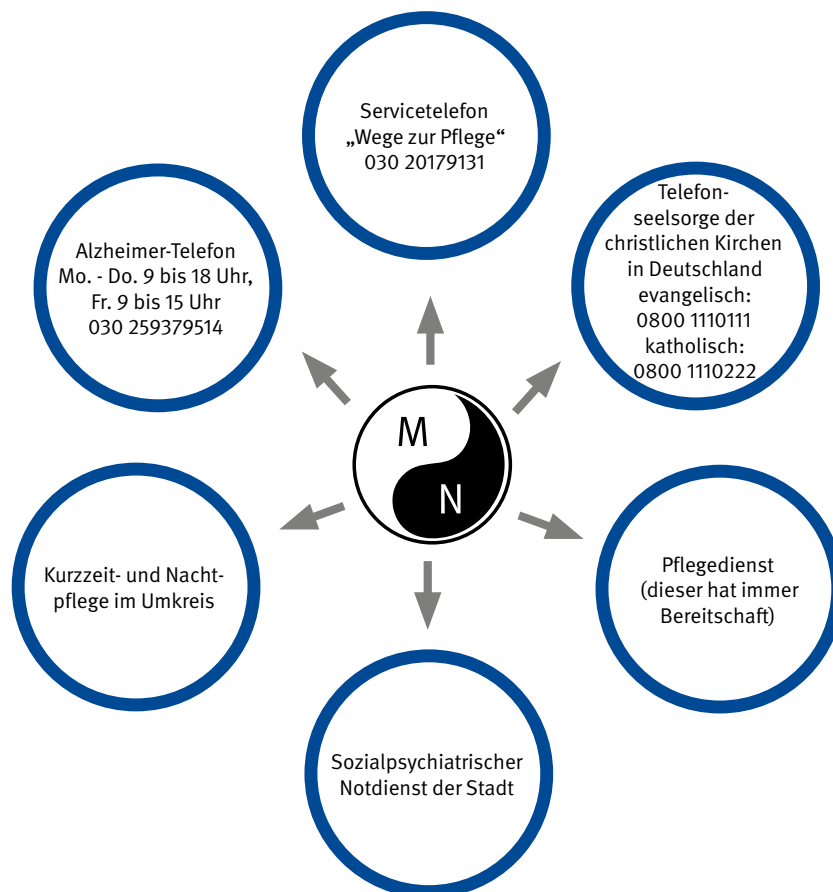 Servicetelefon
„Wege zur Pflege“
030 20179131
Telefon-
seelsorge der
christlichen Kirchen
in Deutschland
evangelisch:
0800 1110111
katholisch:
0800 1110222
Alzheimer-Telefon
Mo. - Do. 9 bis 18 Uhr,
Fr. 9 bis 15 Uhr
030 259379514
M
N
Kurzzeit- und Nacht-
pflege im Umkreis
Pflegedienst
(dieser hat immer
Bereitschaft)
Sozialpsychiatrischer
Notdienst der Stadt